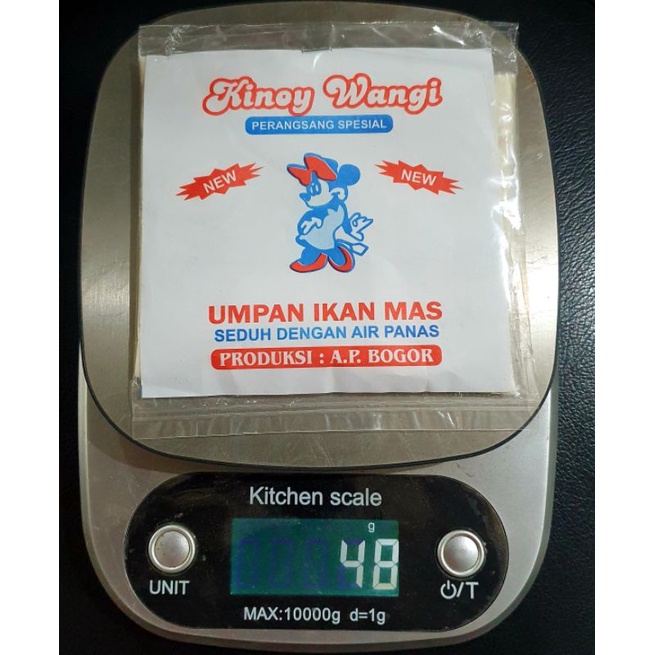 Kinoy Wangi
PERANGSANG SPESIAL
NEW
NEW
UMPAN IKAN MAS
SEDUH DENGAN AIR PANAS
PRODUKSI : A.P. BOGOR
Kitchen scale
g
48
UNIT
⏻/T
MAX:10000g d=1g